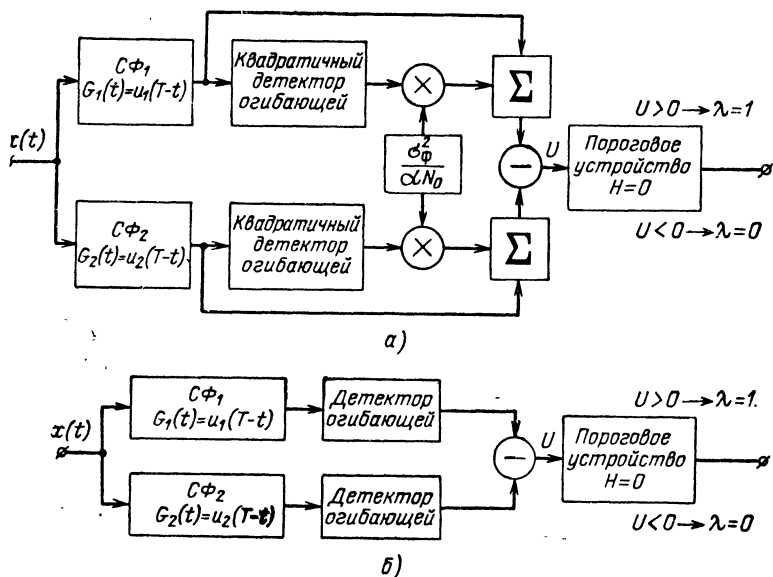 СФ₁
G₁(t)=u₁(T-t)
Квадратичный
детектор
огибающей
×
Σ
U>0→λ=1
σ_φ²
αN₀
τ(t)
−
U
Пороговое
устройство
H=0
СФ₂
G₂(t)=u₂(T-t)
Квадратичный
детектор
огибающей
×
Σ
U<0→λ=0
а)
СФ₁
G₁(t)=u₁(T-t)
Детектор
огибающей
U>0→λ=1.
x(t)
−
U
Пороговое
устройство
H=0
СФ₂
G₂(t)=u₂(T-t)
Детектор
огибающей
U<0→λ=0
б)